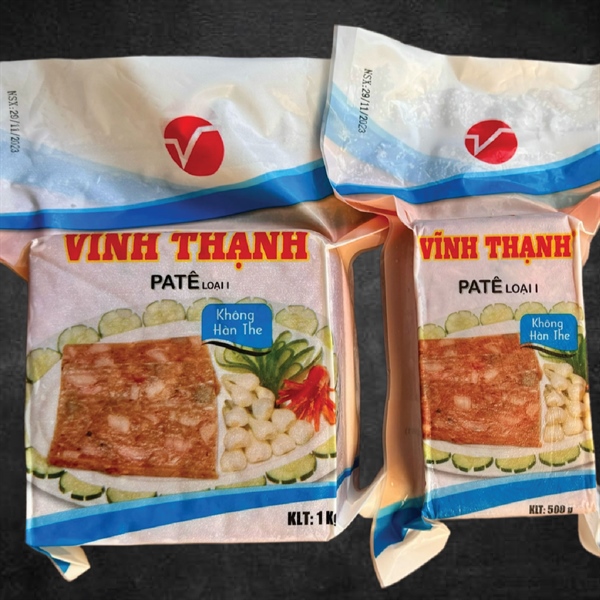 NSX: 29/11/2023
VĨNH THẠNH
PATÊ LOẠI I
Không
Hàn The
KLT: 1 Kg
NSX: 29/11/2023
VĨNH THẠNH
PATÊ LOẠI I
Không
Hàn The
KLT: 500 g